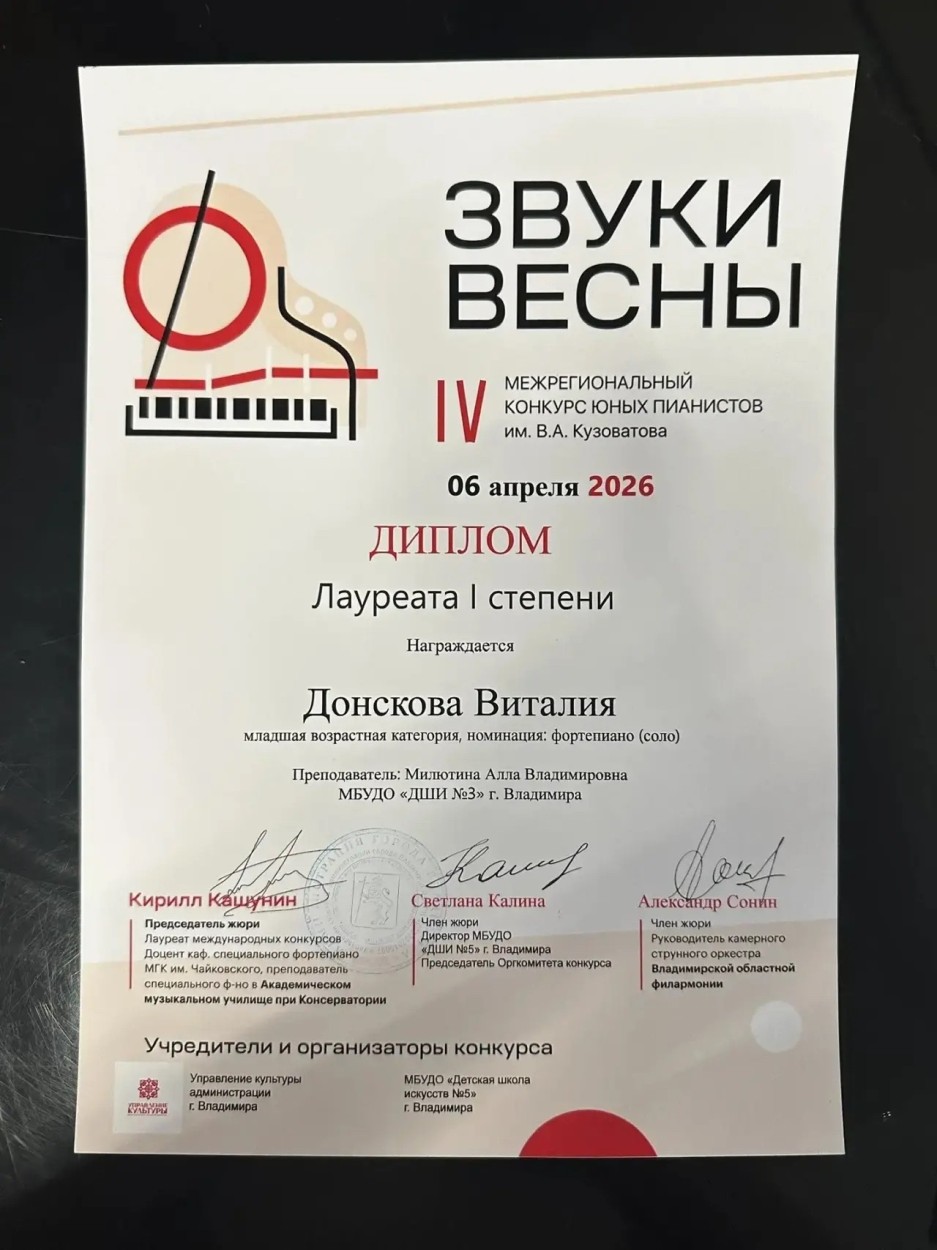 ЗВУКИ
ВЕСНЫ
IV
МЕЖРЕГИОНАЛЬНЫЙ
КОНКУРС ЮНЫХ ПИАНИСТОВ
им. В.А. Кузоватова
06 апреля 2026
ДИПЛОМ
Лауреата I степени
Награждается
Донскова Виталия
младшая возрастная категория, номинация: фортепиано (соло)
Преподаватель: Милютина Алла Владимировна
МБУДО «ДШИ №3» г. Владимира
Кирилл Кашунин
Председатель жюри
Лауреат международных конкурсов
Доцент каф. специального фортепиано
МГК им. Чайковского, преподаватель
специального ф-но в Академическом
музыкальном училище при Консерватории
Светлана Калина
Член жюри
Директор МБУДО
«ДШИ №5» г. Владимира
Председатель Оргкомитета конкурса
Александр Сонин
Член жюри
Руководитель камерного
струнного оркестра
Владимирской областной
филармонии
Учредители и организаторы конкурса
УПРАВЛЕНИЕ
КУЛЬТУРЫ
Управление культуры
администрации
г. Владимира
МБУДО «Детская школа
искусств №5»
г. Владимира